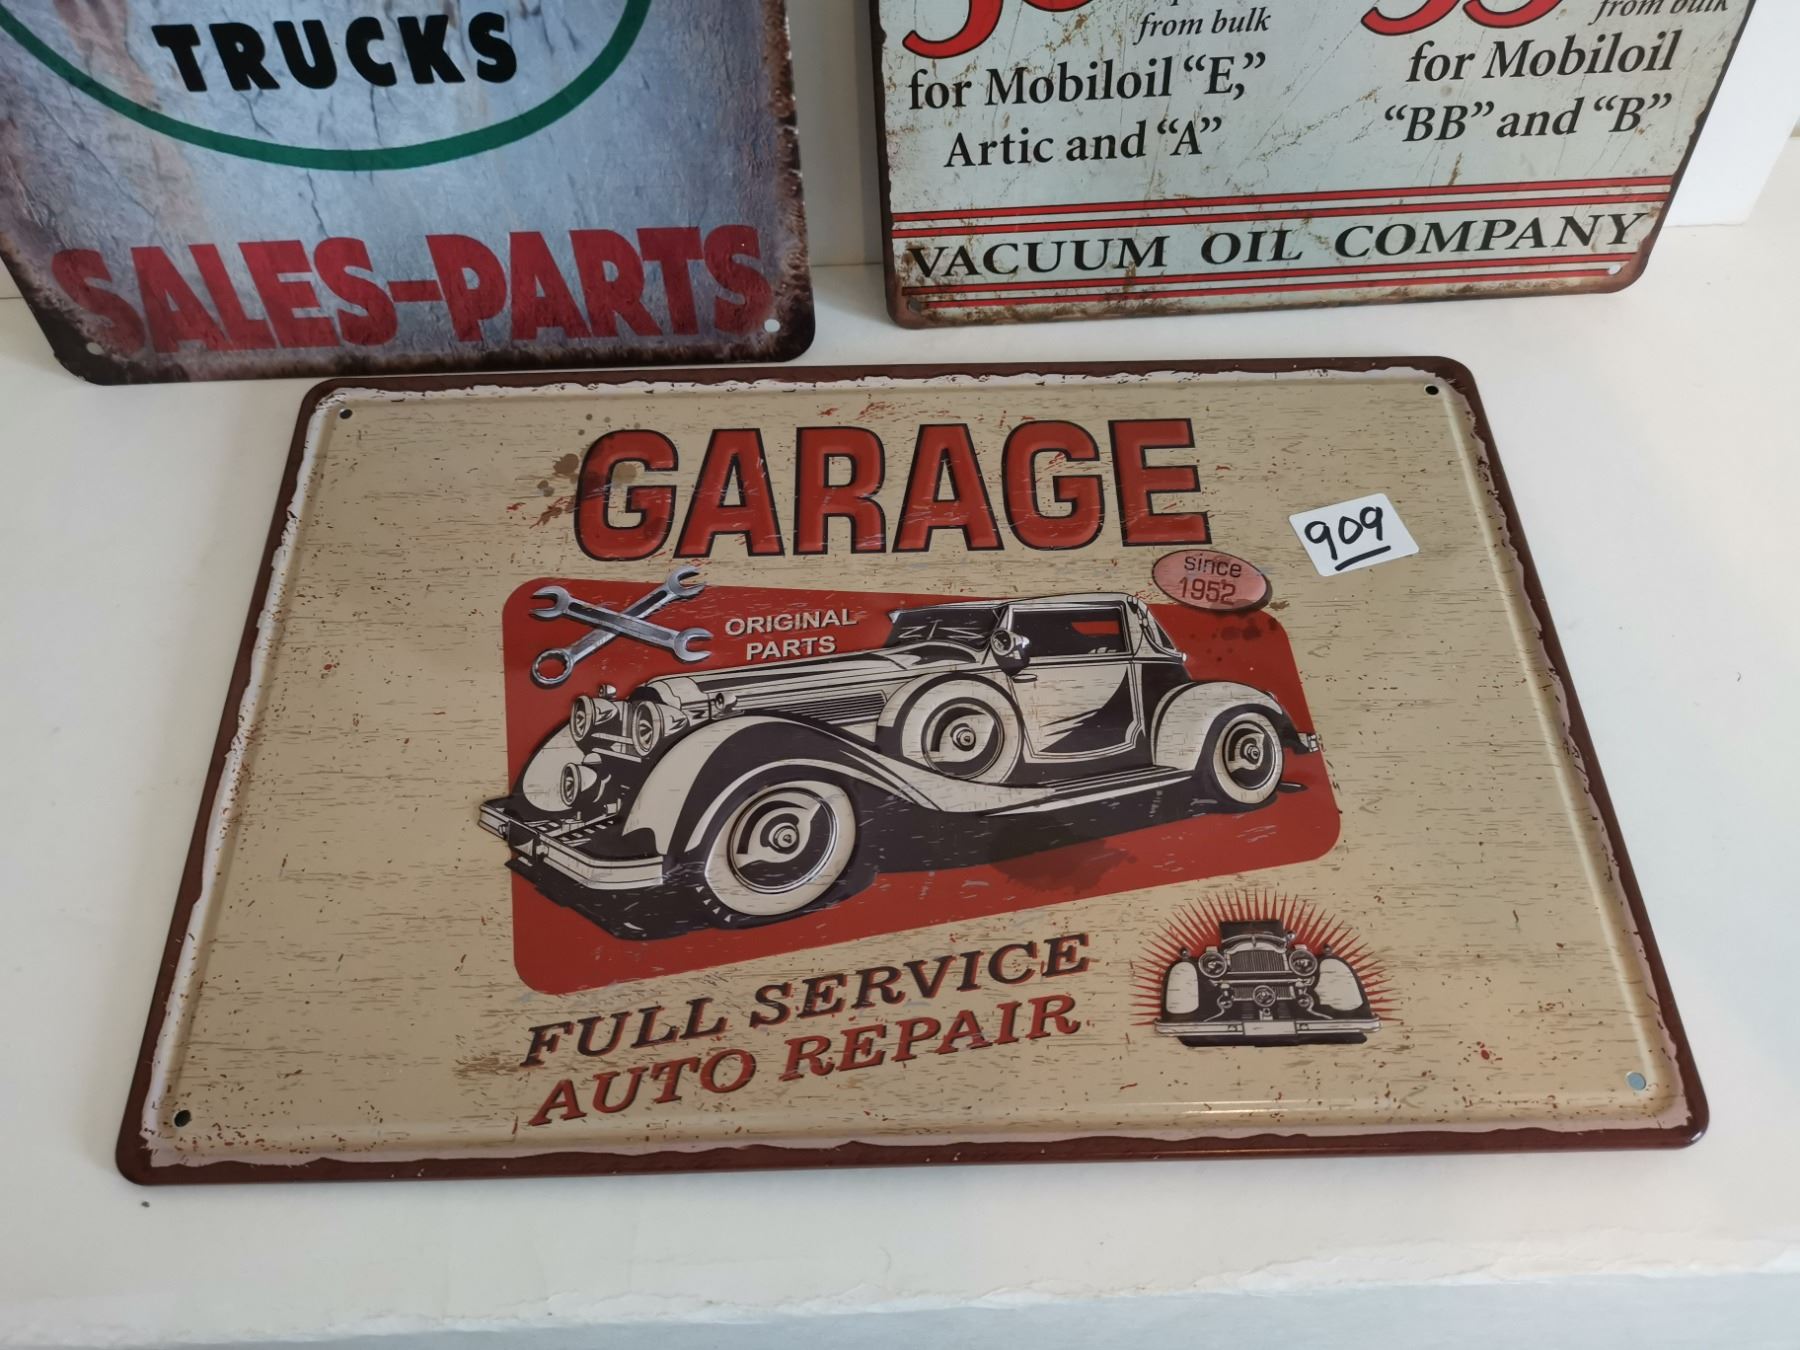 TRUCKS
SALES-PARTS
from bulk
for Mobiloil “E,”
Artic and “A”
from bulk
for Mobiloil
“BB” and “B”
VACUUM OIL COMPANY
GARAGE
909
since
1952
ORIGINAL
PARTS
FULL SERVICE
AUTO REPAIR